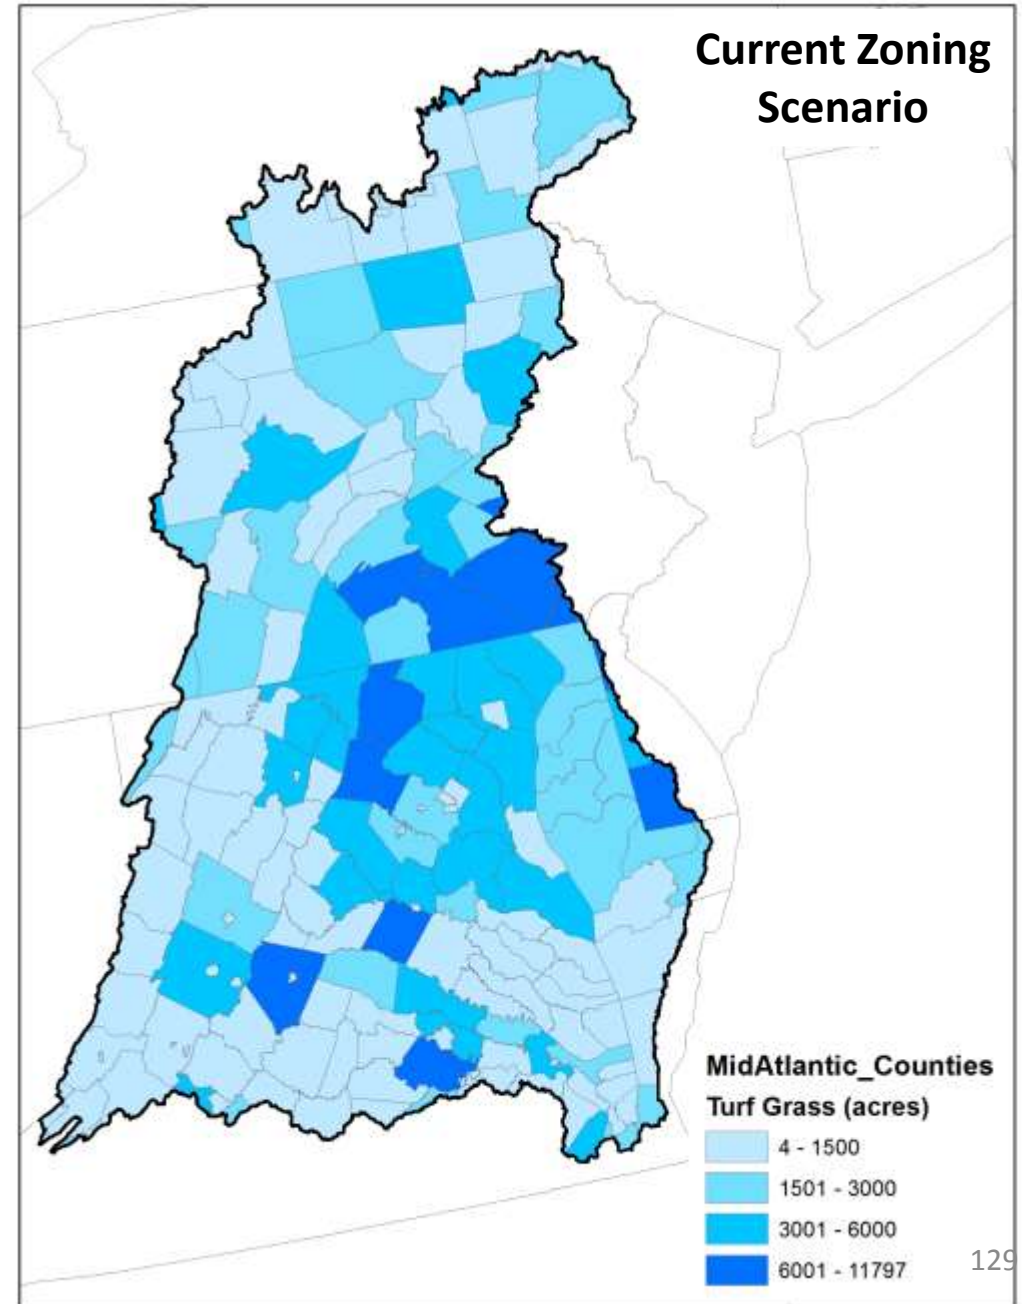 Current Zoning
Scenario
MidAtlantic_Counties
Turf Grass (acres)
4 - 1500
1501 - 3000
3001 - 6000
6001 - 11797
129